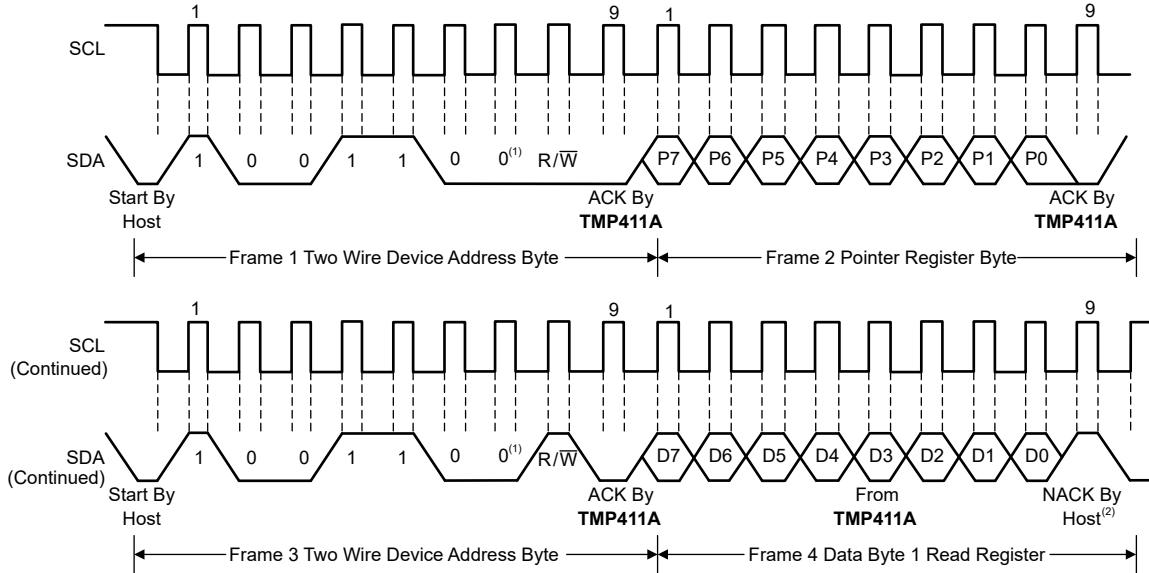 1 9 1 9
SCL
SDA
1 0 0 1 1 0 0(1) R/W̅ P7 P6 P5 P4 P3 P2 P1 P0
Start By
Host
ACK By
TMP411A
ACK By
TMP411A
Frame 1 Two Wire Device Address Byte
Frame 2 Pointer Register Byte
1 9 1 9
SCL
(Continued)
SDA
(Continued)
1 0 0 1 1 0 0(1) R/W̅ D7 D6 D5 D4 D3 D2 D1 D0
Start By
Host
ACK By
TMP411A
From
TMP411A
NACK By
Host(2)
Frame 3 Two Wire Device Address Byte
Frame 4 Data Byte 1 Read Register